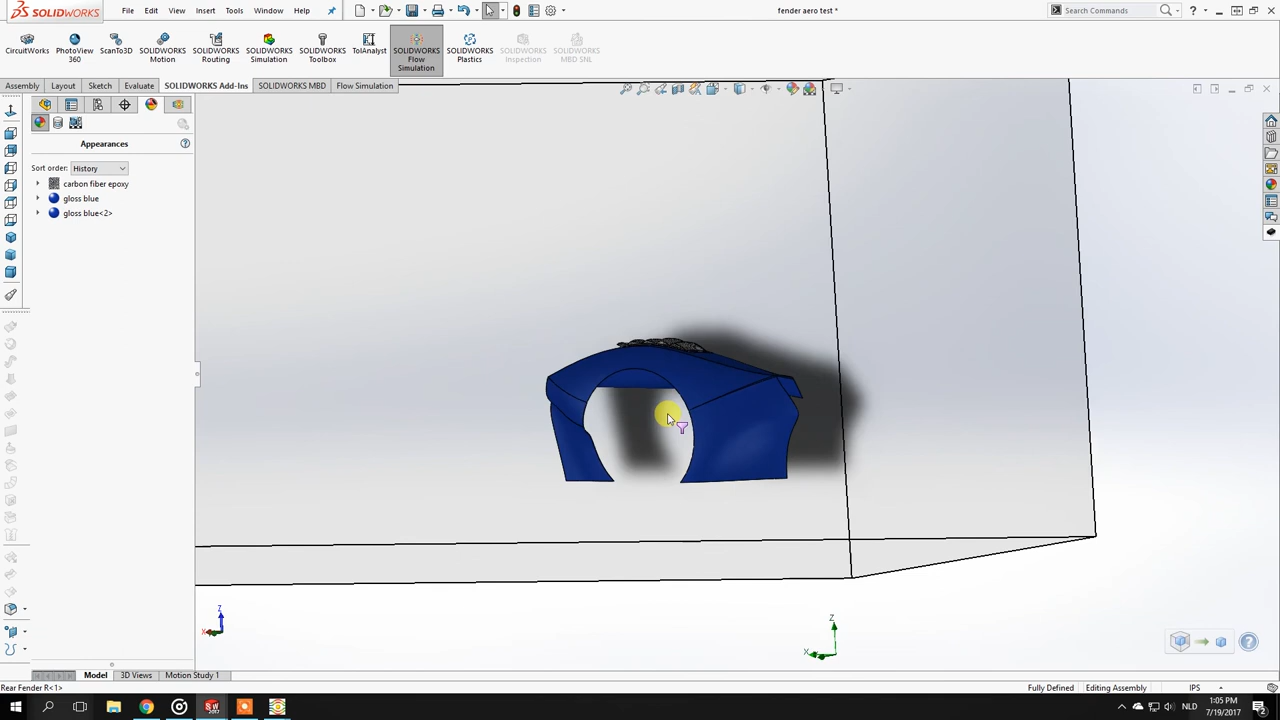 SOLIDWORKS File Edit View Insert Tools Window Help fender aero test * Search Commands
CircuitWorks PhotoView 360 ScanTo3D SOLIDWORKS Motion SOLIDWORKS Routing SOLIDWORKS Simulation SOLIDWORKS Toolbox TolAnalyst SOLIDWORKS Flow Simulation SOLIDWORKS Plastics SOLIDWORKS Inspection SOLIDWORKS MBD SNL
Assembly Layout Sketch Evaluate SOLIDWORKS Add-Ins SOLIDWORKS MBD Flow Simulation
Appearances
Sort order: History
carbon fiber epoxy
gloss blue
gloss blue<2>
Z
X
Z
X
Model 3D Views Motion Study 1
Rear Fender R<1> Fully Defined Editing Assembly IPS
NLD 1:05 PM
7/19/2017